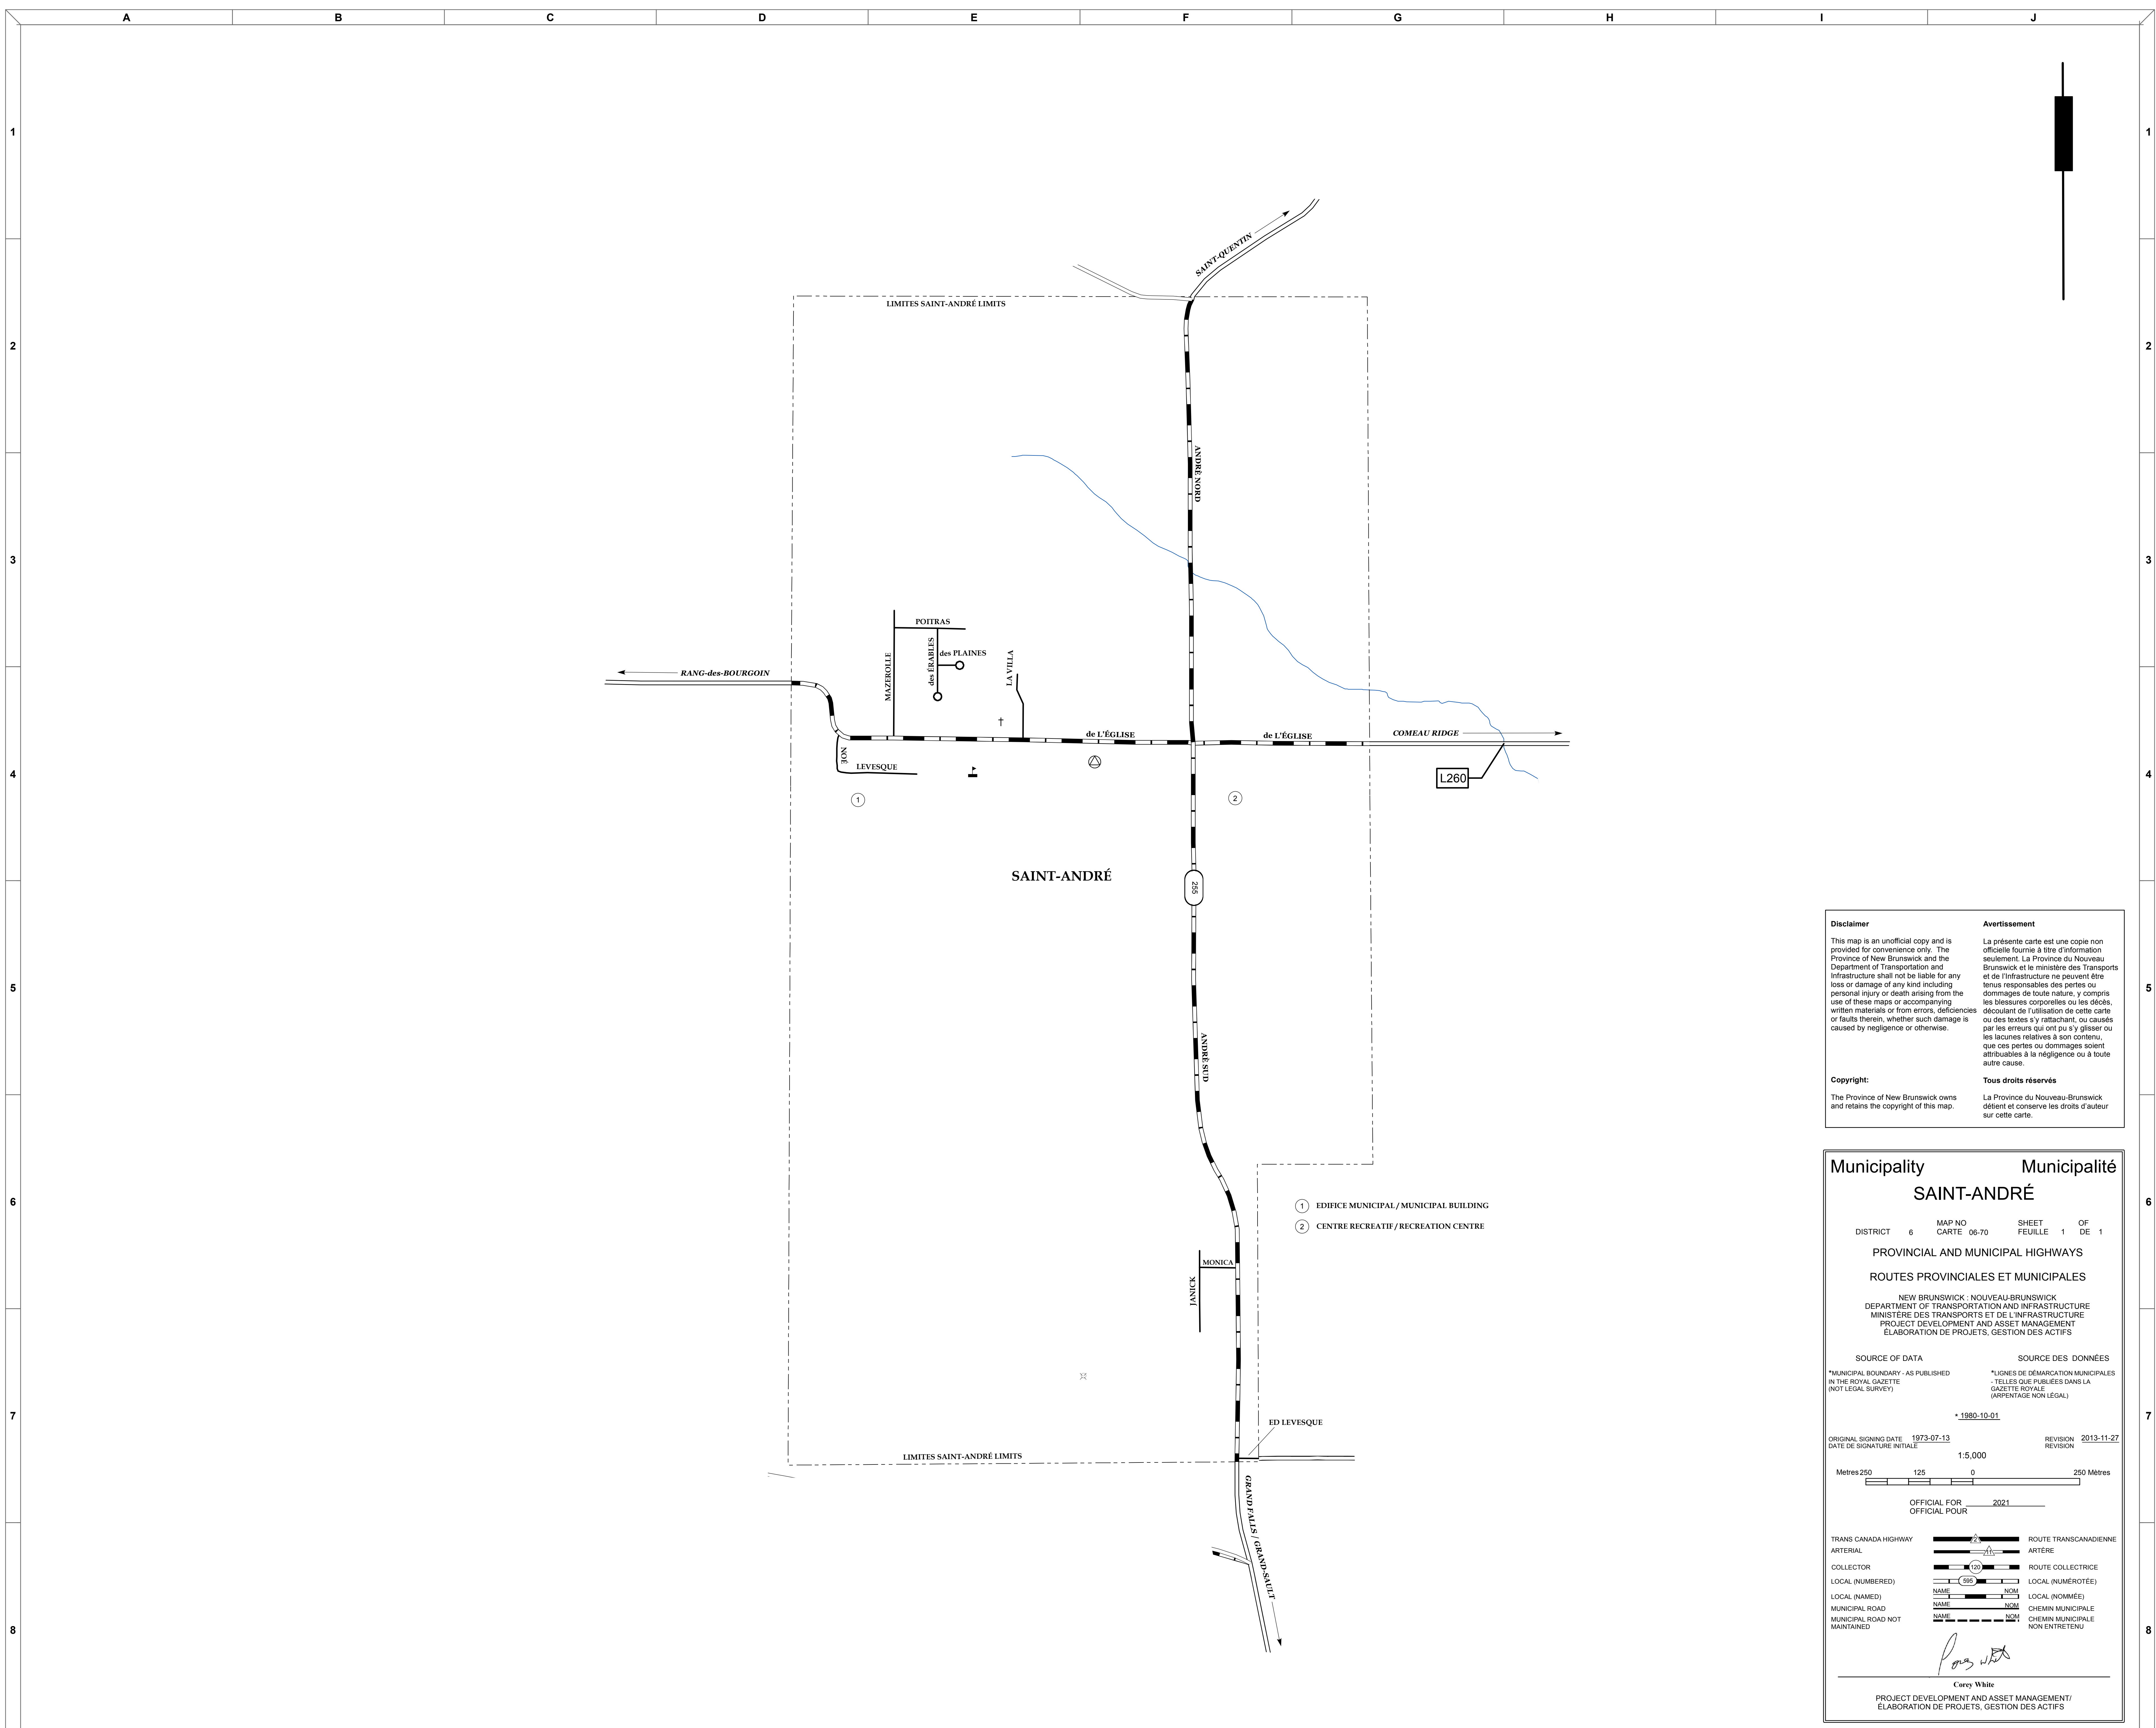 A B C D E F G H I J
1 1
SAINT-QUENTIN
LIMITES SAINT-ANDRÉ LIMITS
2 2
ANDRÉ NORD
3 3
POITRAS
des ÉRABLES
des PLAINES
MAZEROLLE
LA VILLA
RANG-des-BOURGOIN
de L'ÉGLISE
de L'ÉGLISE
COMEAU RIDGE
NOÉ
LEVESQUE
L260
4 4
1
2
SAINT-ANDRÉ
255
5 5
ANDRÉ SUD
6 6
1 EDIFICE MUNICIPAL / MUNICIPAL BUILDING
2 CENTRE RECREATIF / RECREATION CENTRE
MONICA
JANICK
7 7
ED LEVESQUE
LIMITES SAINT-ANDRÉ LIMITS
GRAND FALLS / GRAND-SAULT
8 8
Disclaimer
This map is an unofficial copy and is
provided for convenience only. The
Province of New Brunswick and the
Department of Transportation and
Infrastructure shall not be liable for any
loss or damage of any kind including
personal injury or death arising from the
use of these maps or accompanying
written materials or from errors, deficiencies
or faults therein, whether such damage is
caused by negligence or otherwise.
Copyright:
The Province of New Brunswick owns
and retains the copyright of this map.
Avertissement
La présente carte est une copie non
officielle fournie à titre d'information
seulement. La Province du Nouveau
Brunswick et le ministère des Transports
et de l'Infrastructure ne peuvent être
tenus responsables des pertes ou
dommages de toute nature, y compris
les blessures corporelles ou les décès,
découlant de l'utilisation de cette carte
ou des textes s'y rattachant, ou causés
par les erreurs qui ont pu s'y glisser ou
les lacunes relatives à son contenu,
que ces pertes ou dommages soient
attribuables à la négligence ou à toute
autre cause.
Tous droits réservés
La Province du Nouveau-Brunswick
détient et conserve les droits d'auteur
sur cette carte.
Municipality Municipalité
SAINT-ANDRÉ
MAP NO SHEET OF
DISTRICT 6 CARTE 06-70 FEUILLE 1 DE 1
PROVINCIAL AND MUNICIPAL HIGHWAYS
ROUTES PROVINCIALES ET MUNICIPALES
NEW BRUNSWICK : NOUVEAU-BRUNSWICK
DEPARTMENT OF TRANSPORTATION AND INFRASTRUCTURE
MINISTÈRE DES TRANSPORTS ET DE L'INFRASTRUCTURE
PROJECT DEVELOPMENT AND ASSET MANAGEMENT
ÉLABORATION DE PROJETS, GESTION DES ACTIFS
SOURCE OF DATA
*MUNICIPAL BOUNDARY - AS PUBLISHED
IN THE ROYAL GAZETTE
(NOT LEGAL SURVEY)
SOURCE DES DONNÉES
*LIGNES DE DÉMARCATION MUNICIPALES
- TELLES QUE PUBLIÉES DANS LA
GAZETTE ROYALE
(ARPENTAGE NON LÉGAL)
* 1980-10-01
ORIGINAL SIGNING DATE 1973-07-13
DATE DE SIGNATURE INITIALE
REVISION 2013-11-27
REVISION
1:5,000
Metres 250 125 0 250 Mètres
OFFICIAL FOR 2021
OFFICIAL POUR
TRANS CANADA HIGHWAY 2 ROUTE TRANSCANADIENNE
ARTERIAL 11 ARTÈRE
COLLECTOR 120 ROUTE COLLECTRICE
LOCAL (NUMBERED) 595 LOCAL (NUMÉROTÉE)
LOCAL (NAMED) NAME NOM LOCAL (NOMMÉE)
MUNICIPAL ROAD NAME NOM CHEMIN MUNICIPALE
MUNICIPAL ROAD NOT NAME NOM CHEMIN MUNICIPALE
MAINTAINED NON ENTRETENU
Corey White
Corey White
PROJECT DEVELOPMENT AND ASSET MANAGEMENT/
ÉLABORATION DE PROJETS, GESTION DES ACTIFS